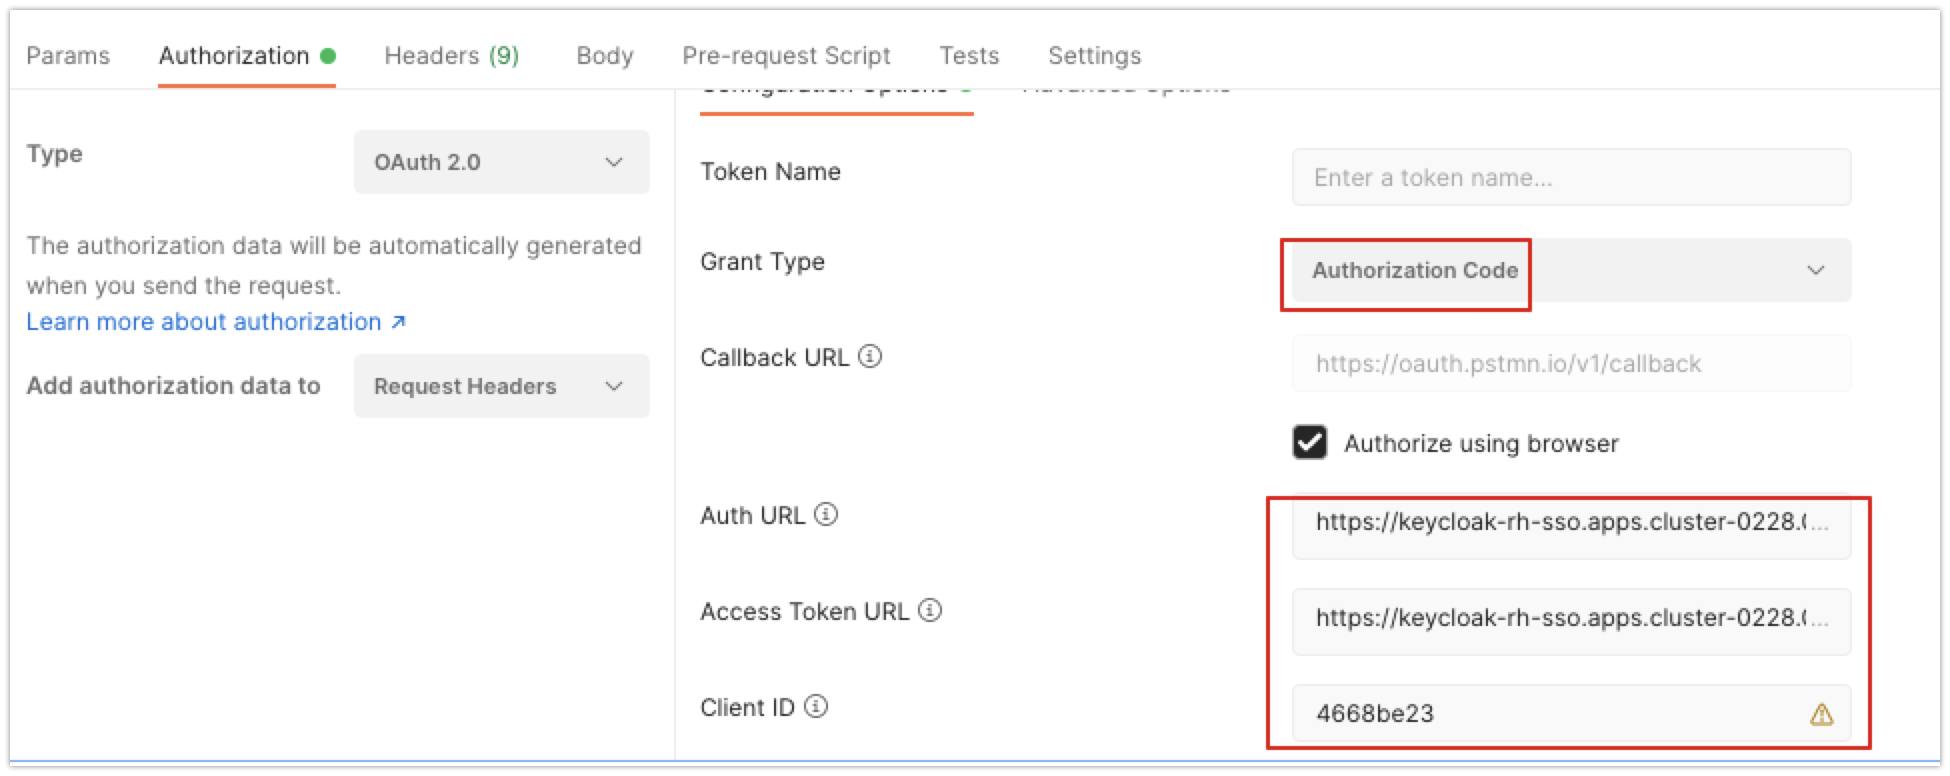 Params Authorization Headers (9) Body Pre-request Script Tests Settings
Configuration Options Advanced Options
Type
OAuth 2.0
The authorization data will be automatically generated
when you send the request.
Learn more about authorization ↗
Add authorization data to
Request Headers
Token Name
Enter a token name...
Grant Type
Authorization Code
Callback URL
https://oauth.pstmn.io/v1/callback
Authorize using browser
Auth URL
https://keycloak-rh-sso.apps.cluster-0228.(...
Access Token URL
https://keycloak-rh-sso.apps.cluster-0228.(...
Client ID
4668be23